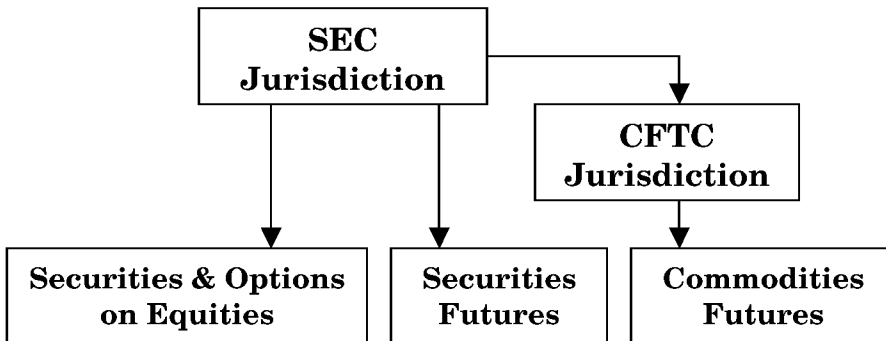 SEC
Jurisdiction
CFTC
Jurisdiction
Securities & Options
on Equities
Securities
Futures
Commodities
Futures